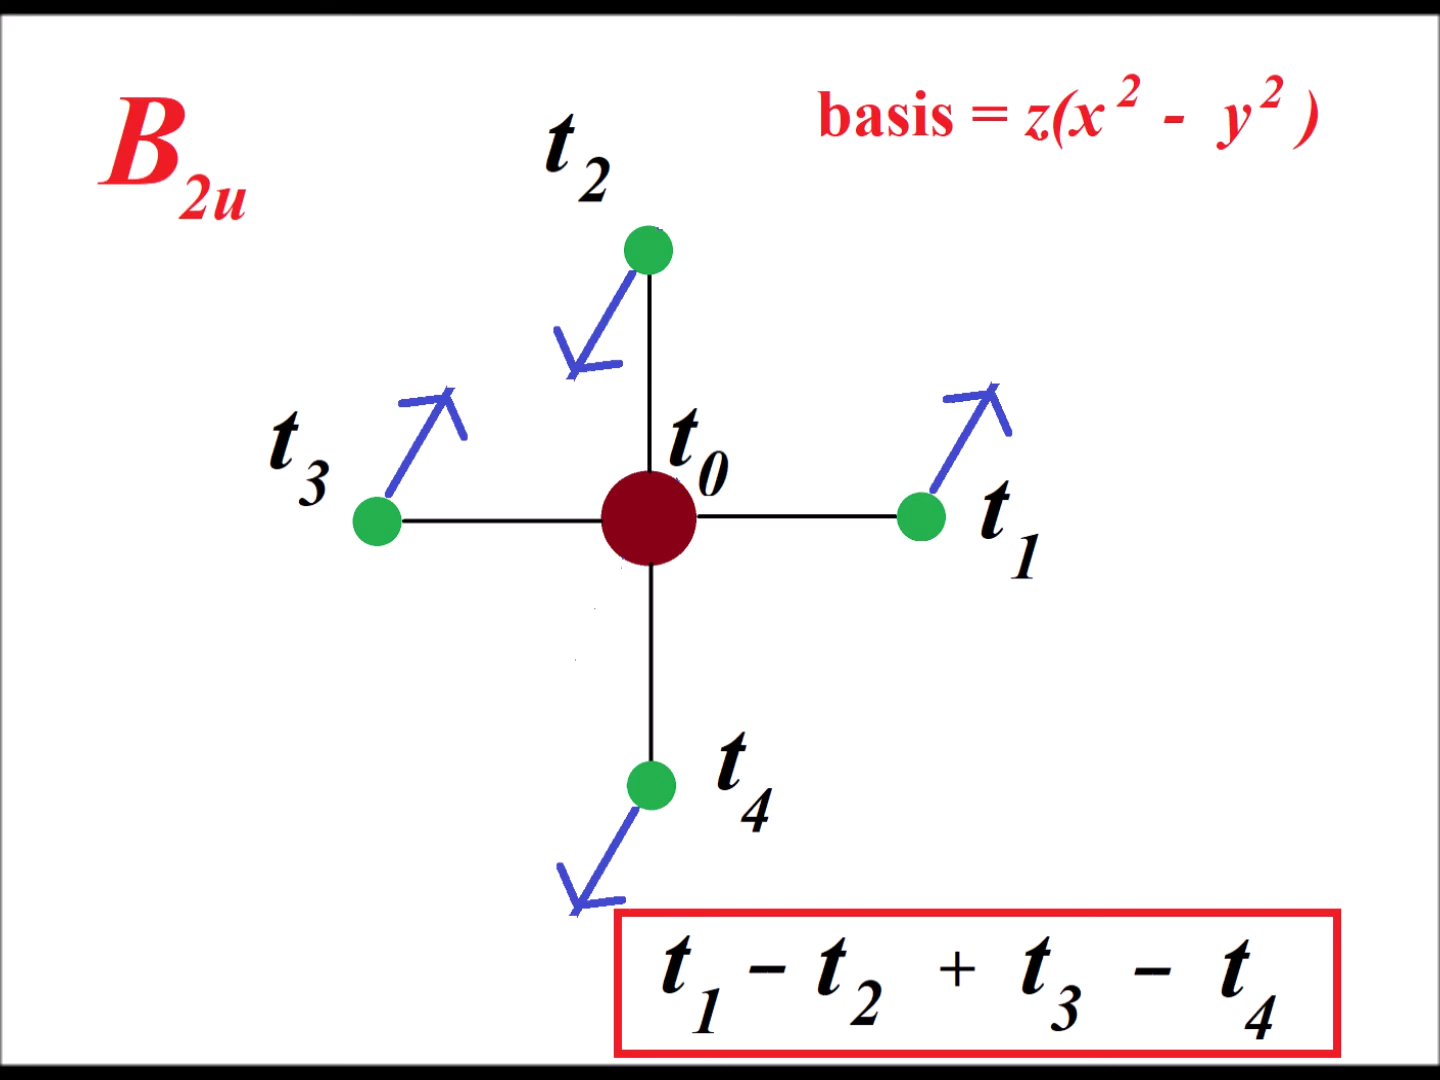 B₂ᵤ
basis = z(x² - y²)
t₂
t₃
t₀
t₁
t₄
t₁ – t₂ + t₃ – t₄